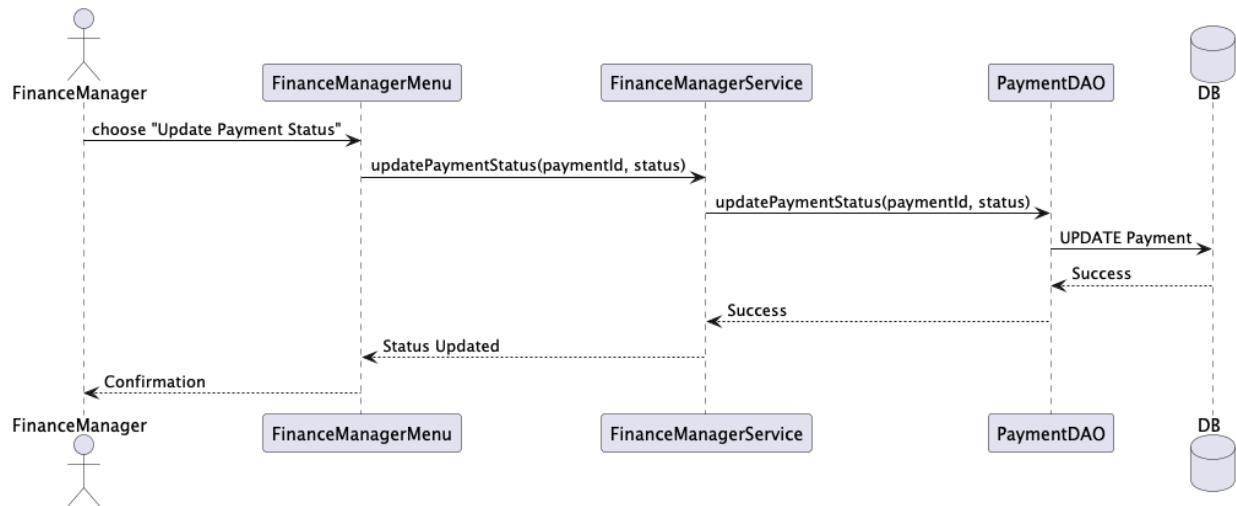 FinanceManager
FinanceManagerMenu
FinanceManagerService
PaymentDAO
DB
choose "Update Payment Status"
updatePaymentStatus(paymentId, status)
updatePaymentStatus(paymentId, status)
UPDATE Payment
Success
Success
Status Updated
Confirmation
FinanceManager
FinanceManagerMenu
FinanceManagerService
PaymentDAO
DB